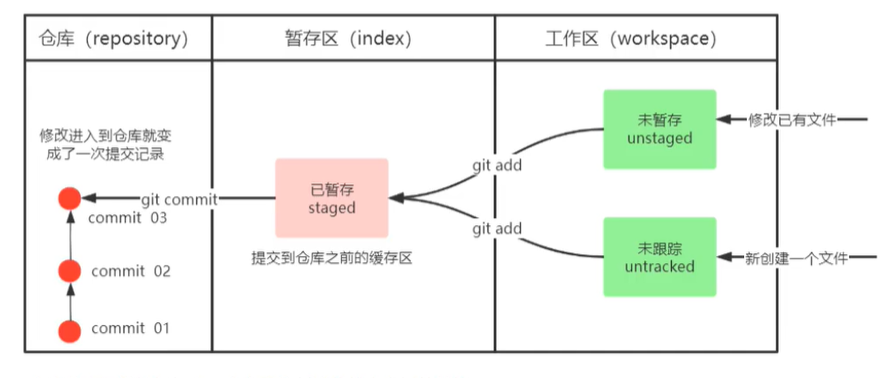 仓库（repository）
暂存区（index）
工作区（workspace）
修改进入到仓库就变
成了一次提交记录
git commit
commit 03
commit 02
commit 01
已暂存
staged
提交到仓库之前的缓存区
git add
git add
未暂存
unstaged
修改已有文件
未跟踪
untracked
新创建一个文件